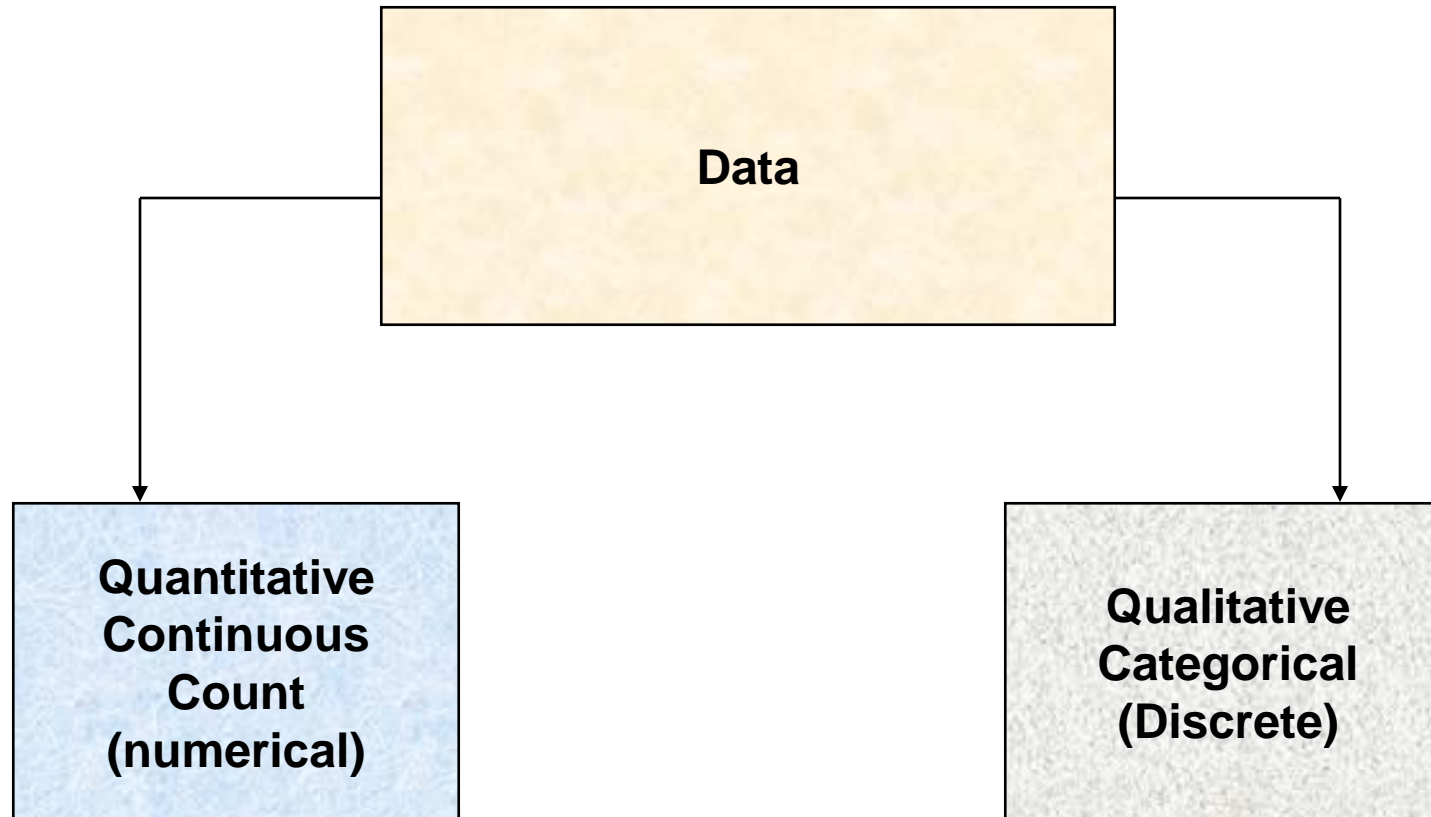 Data
Quantitative
Continuous
Count
(numerical)
Qualitative
Categorical
(Discrete)